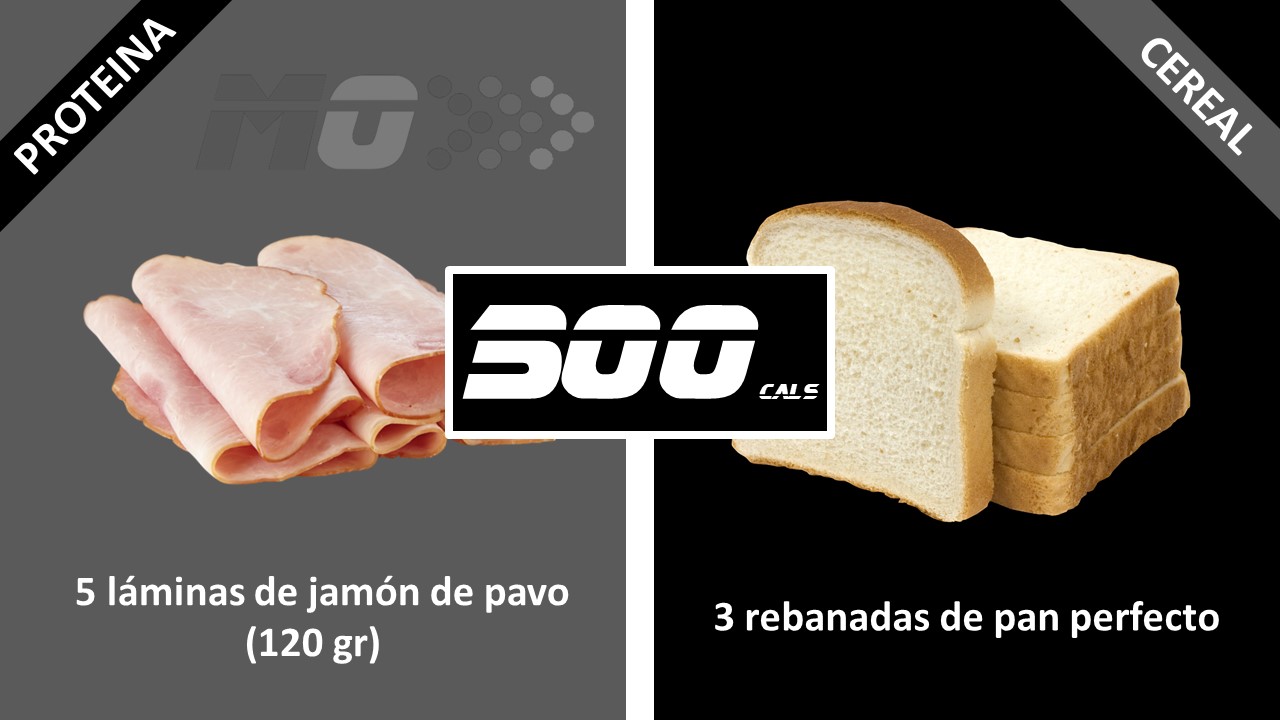 PROTEINA
MO
5 láminas de jamón de pavo
(120 gr)
300
CALS
CEREAL
3 rebanadas de pan perfecto